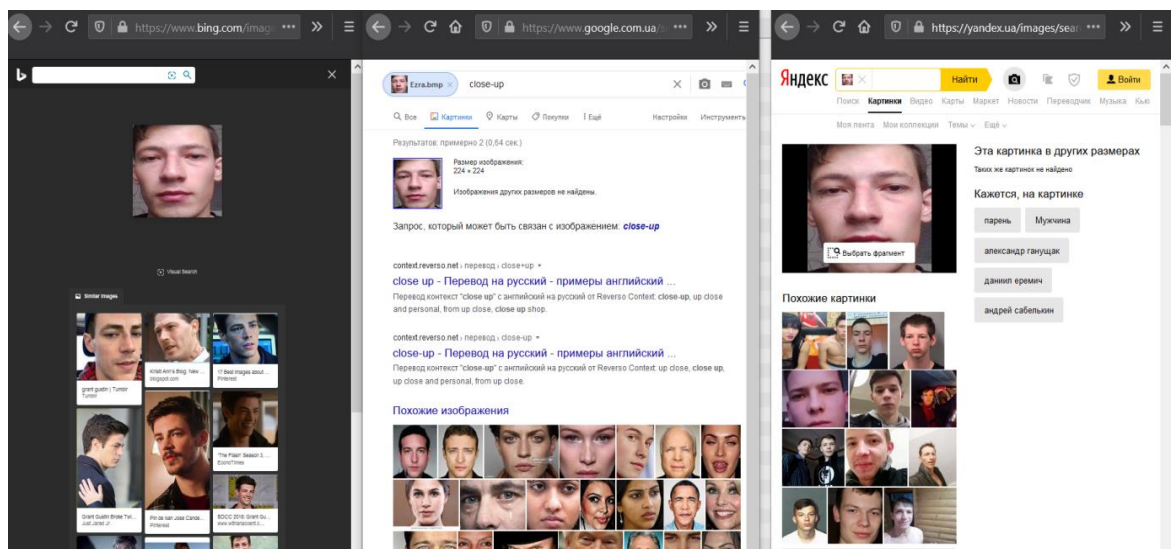 https://www.bing.com/imag
Visual Search
Similar images
grant gustin | Tumblr
Tumblr
Kristi Ann's Blog: New ...
blogspot.com
17 Best images about ...
Pinterest
"The Flash" Season 3, ...
EconoTimes
Grant Gustin Broke Twi...
Just Jared Jr
Pin de Ivan Jose Cande...
Pinterest
SDCC 2018, Grant Gu...
https://www.google.com.ua/s
Ezra.bmp
close-up
Все
Картинки
Карты
Покупки
Ещё
Настройки
Инструменты
Результатов: примерно 2 (0,64 сек.)
Размер изображения:
224 × 224
Изображения других размеров не найдены.
Запрос, который может быть связан с изображением: close-up
context.reverso.net › перевод › close+up
close up - Перевод на русский - примеры английский ...
Перевод контекст "close up" c английский на русский от Reverso Context: close-up, up close
and personal, from up close, close up shop.
context.reverso.net › перевод › close-up
close-up - Перевод на русский - примеры английский ...
Перевод контекст "close-up" c английский на русский от Reverso Context: up close, close up,
up close and personal, from up close.
Похожие изображения
https://yandex.ua/images/sear
Яндекс
Найти
Войти
Поиск Картинки Видео Карты Маркет Новости Переводчик Музыка Кью
Моя лента Мои коллекции Темы Ещё
Выбрать фрагмент
Эта картинка в других размерах
Таких же картинок не найдено
Кажется, на картинке
парень
Мужчина
александр ганущак
даниил еремич
андрей сабелькин
Похожие картинки